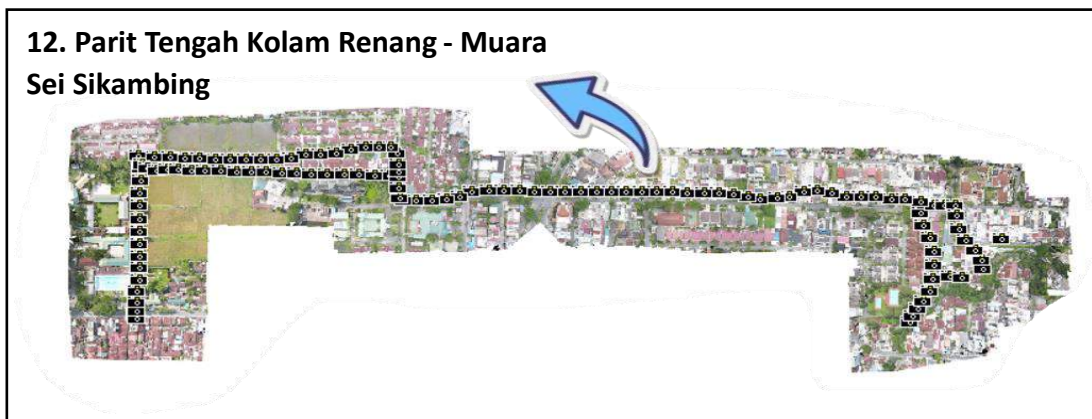 12. Parit Tengah Kolam Renang - Muara
Sei Sikambing